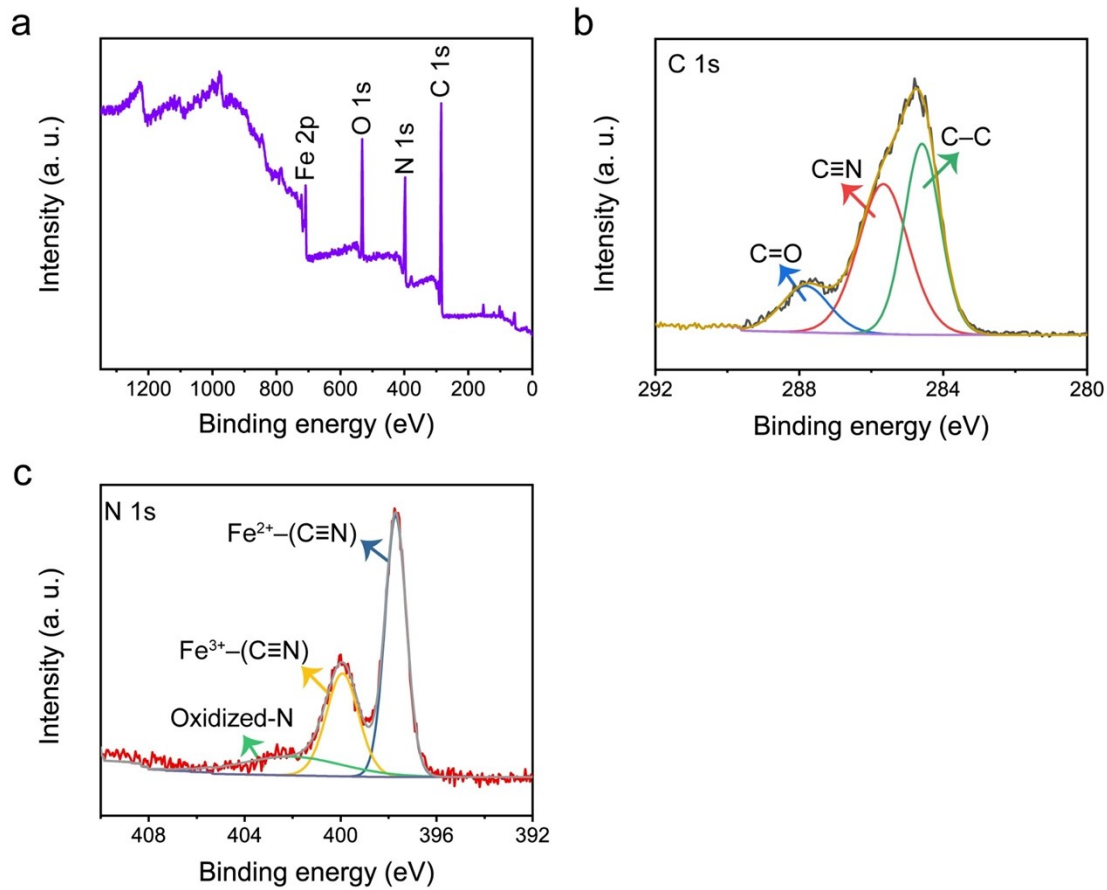 a
Intensity (a. u.)
Fe 2p
O 1s
N 1s
C 1s
1200 1000 800 600 400 200 0
Binding energy (eV)
b
C 1s
Intensity (a. u.)
C=O
C≡N
C–C
292 288 284 280
Binding energy (eV)
c
N 1s
Intensity (a. u.)
Fe²⁺–(C≡N)
Fe³⁺–(C≡N)
Oxidized-N
408 404 400 396 392
Binding energy (eV)